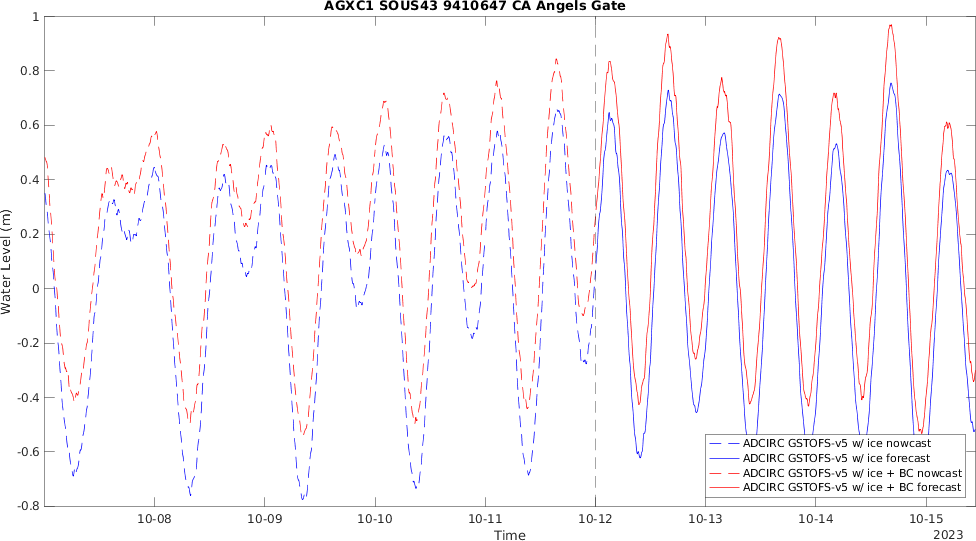 AGXC1 SOUS43 9410647 CA Angels Gate
1
0.8
0.6
0.4
0.2
0
-0.2
-0.4
-0.6
-0.8
Water Level (m)
ADCIRC GSTOFS-v5 w/ ice nowcast
ADCIRC GSTOFS-v5 w/ ice forecast
ADCIRC GSTOFS-v5 w/ ice + BC nowcast
ADCIRC GSTOFS-v5 w/ ice + BC forecast
10-08 10-09 10-10 10-11 10-12 10-13 10-14 10-15
Time
2023